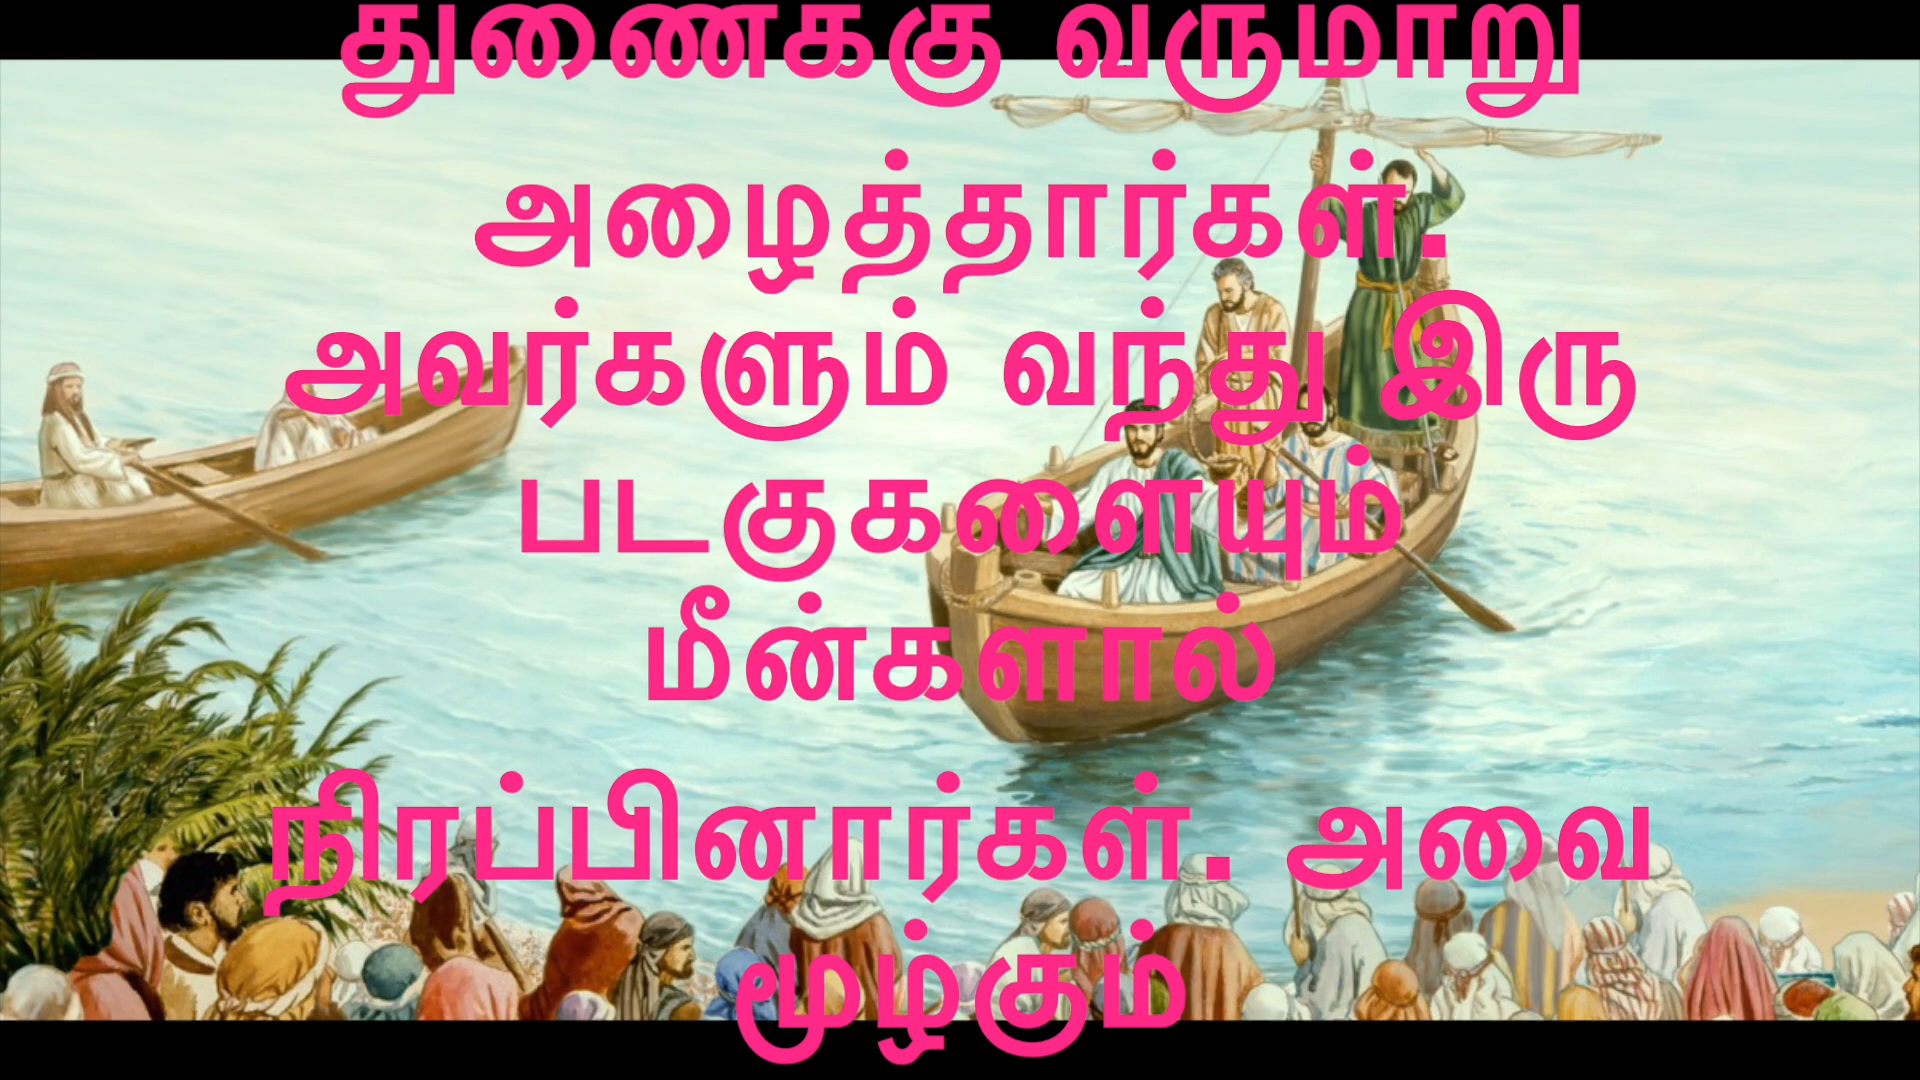 துணைக்கு வருமாறு
அழைத்தார்கள்.
அவர்களும் வந்து இரு
படகுகளையும்
மீன்களால்
நிரப்பினார்கள். அவை
மூழ்கும்